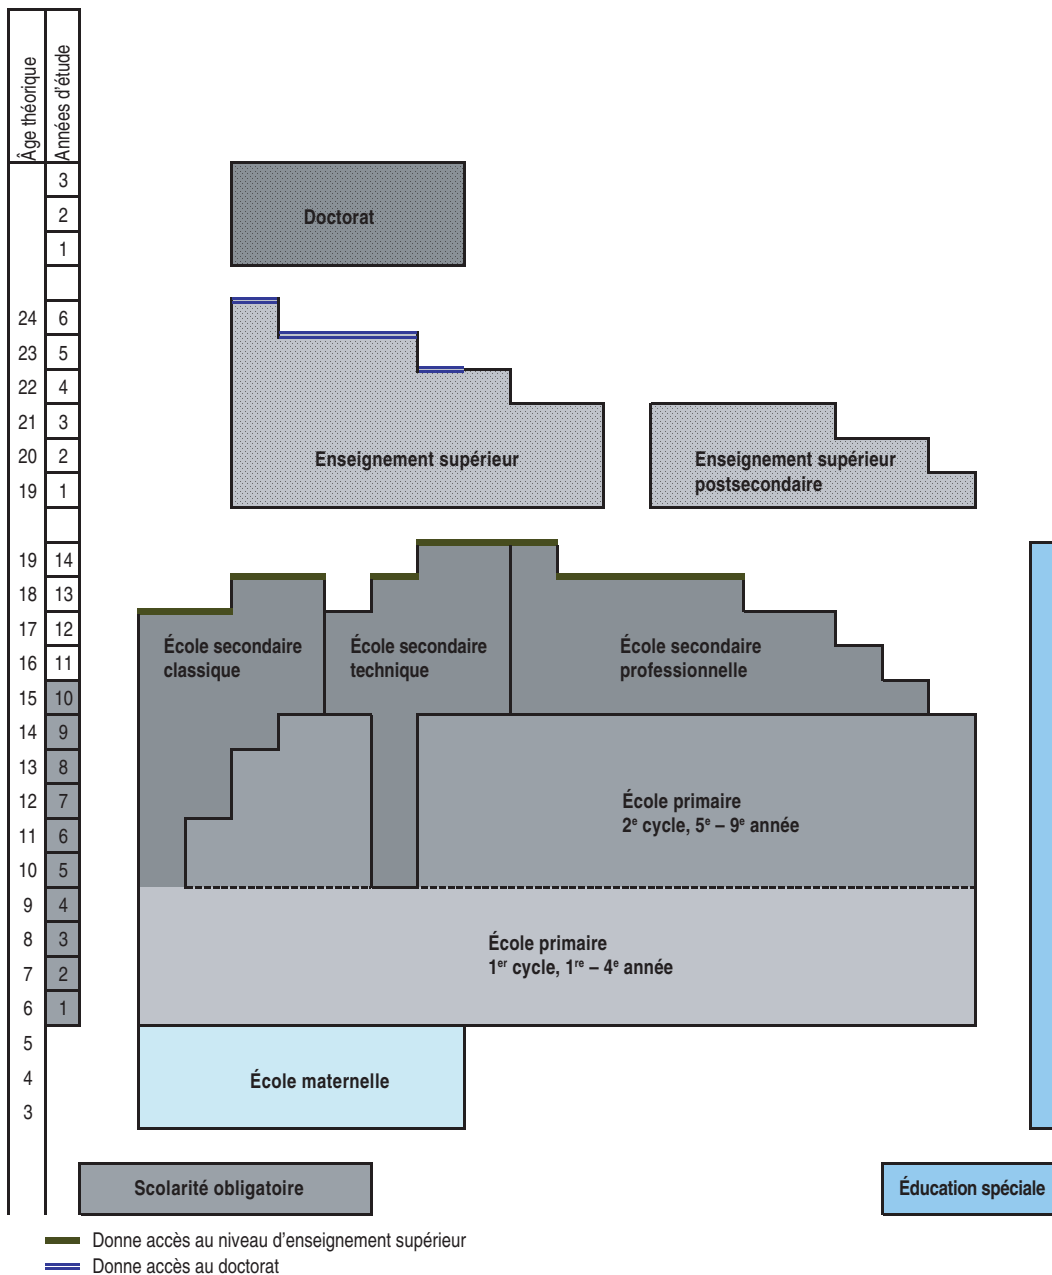 Âge théorique
Années d'étude
3
2
1
Doctorat
24 6
23 5
22 4
21 3
20 2
19 1
Enseignement supérieur
Enseignement supérieur
postsecondaire
19 14
18 13
17 12
16 11
15 10
14 9
13 8
12 7
11 6
10 5
9 4
8 3
7 2
6 1
5
4
3
École secondaire
classique
École secondaire
technique
École secondaire
professionnelle
École primaire
2e cycle, 5e – 9e année
École primaire
1er cycle, 1re – 4e année
École maternelle
Scolarité obligatoire
Éducation spéciale
Donne accès au niveau d'enseignement supérieur
Donne accès au doctorat